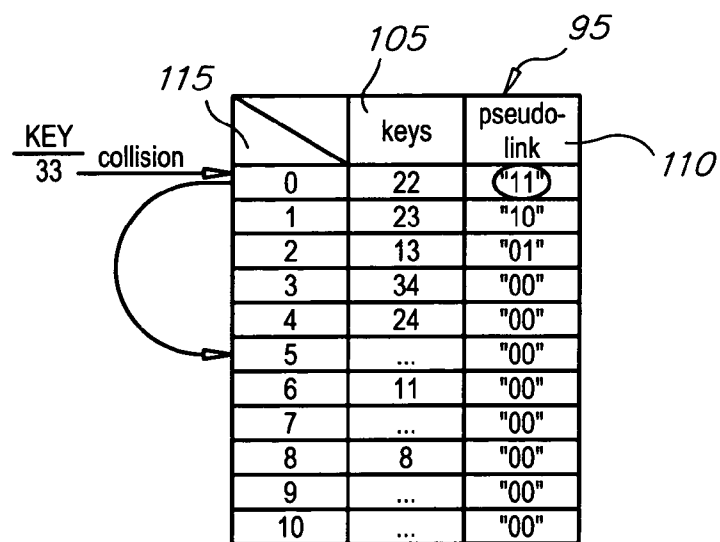 95
105
115
110
KEY
33
collision
keys
pseudo-
link
0 22 "11"
1 23 "10"
2 13 "01"
3 34 "00"
4 24 "00"
5 ... "00"
6 11 "00"
7 ... "00"
8 8 "00"
9 ... "00"
10 ... "00"